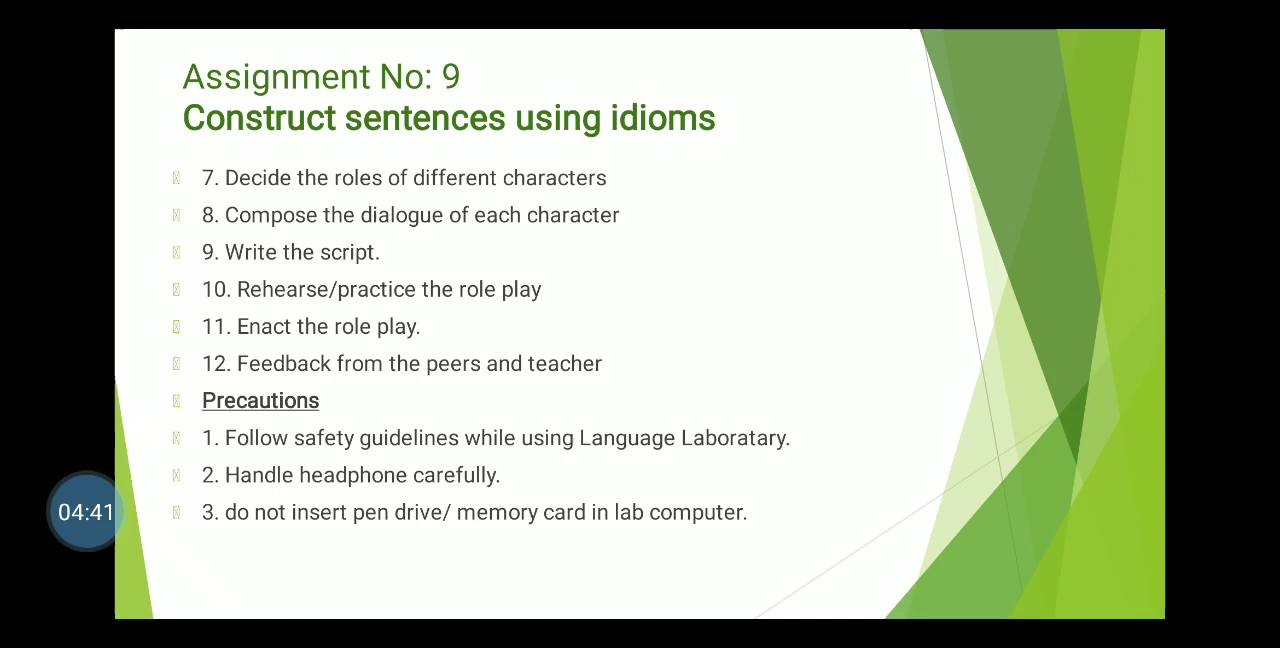 Assignment No: 9
Construct sentences using idioms
7. Decide the roles of different characters
8. Compose the dialogue of each character
9. Write the script.
10. Rehearse/practice the role play
11. Enact the role play.
12. Feedback from the peers and teacher
Precautions
1. Follow safety guidelines while using Language Laboratary.
2. Handle headphone carefully.
3. do not insert pen drive/ memory card in lab computer.
04:41